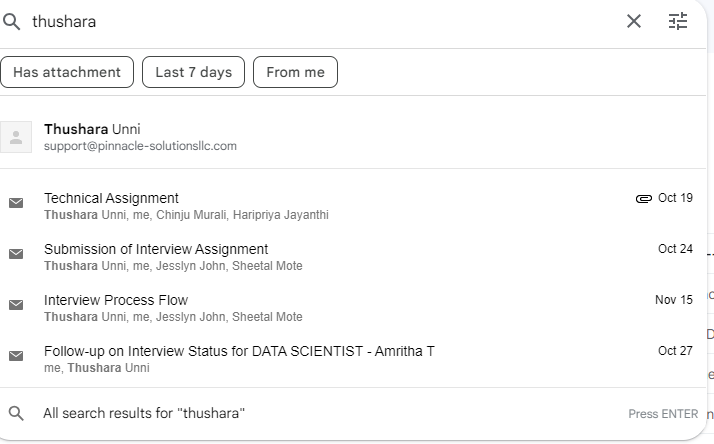 thushara
Has attachment
Last 7 days
From me
Thushara Unni
support@pinnacle-solutionsllc.com
Technical Assignment Oct 19
Thushara Unni, me, Chinju Murali, Haripriya Jayanthi
Submission of Interview Assignment Oct 24
Thushara Unni, me, Jesslyn John, Sheetal Mote
Interview Process Flow Nov 15
Thushara Unni, me, Jesslyn John, Sheetal Mote
Follow-up on Interview Status for DATA SCIENTIST - Amritha T Oct 27
me, Thushara Unni
All search results for "thushara" Press ENTER